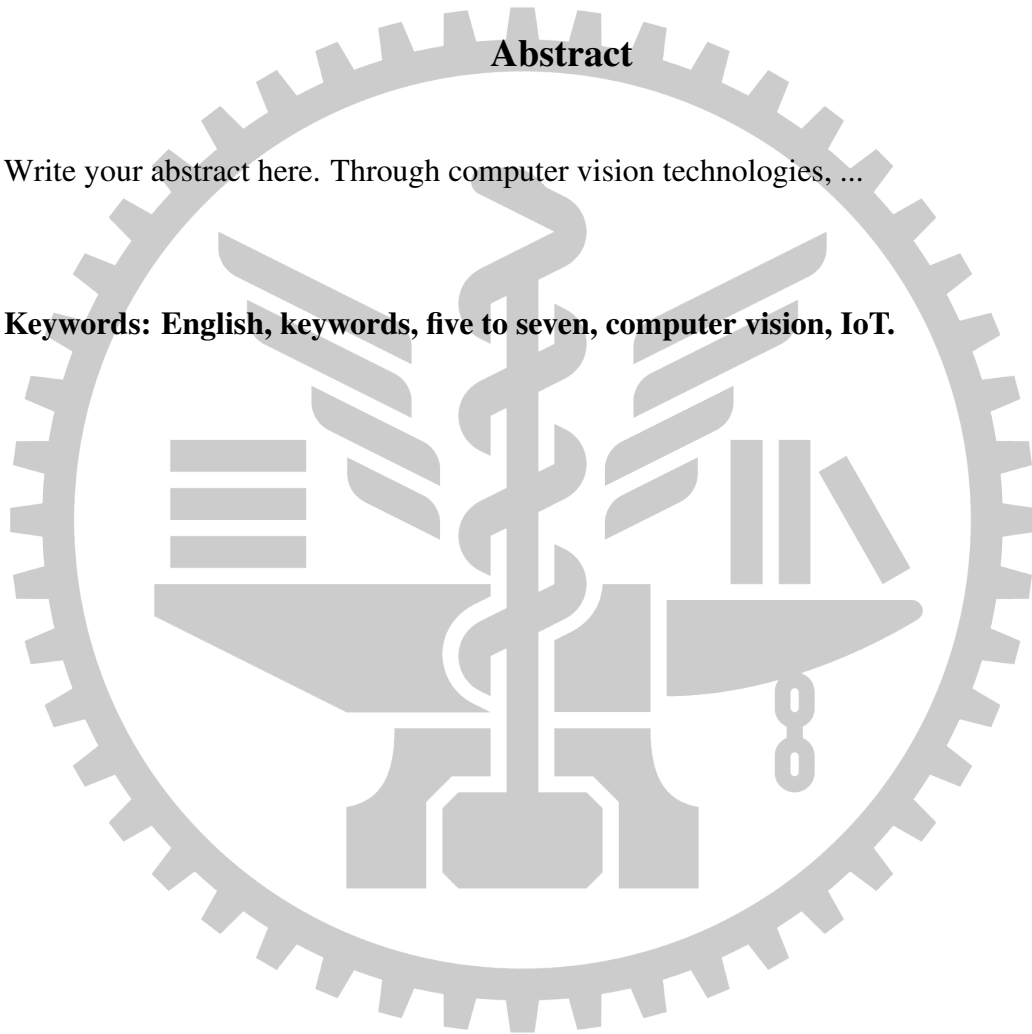 Abstract
Write your abstract here. Through computer vision technologies, ...
Keywords: English, keywords, five to seven, computer vision, IoT.